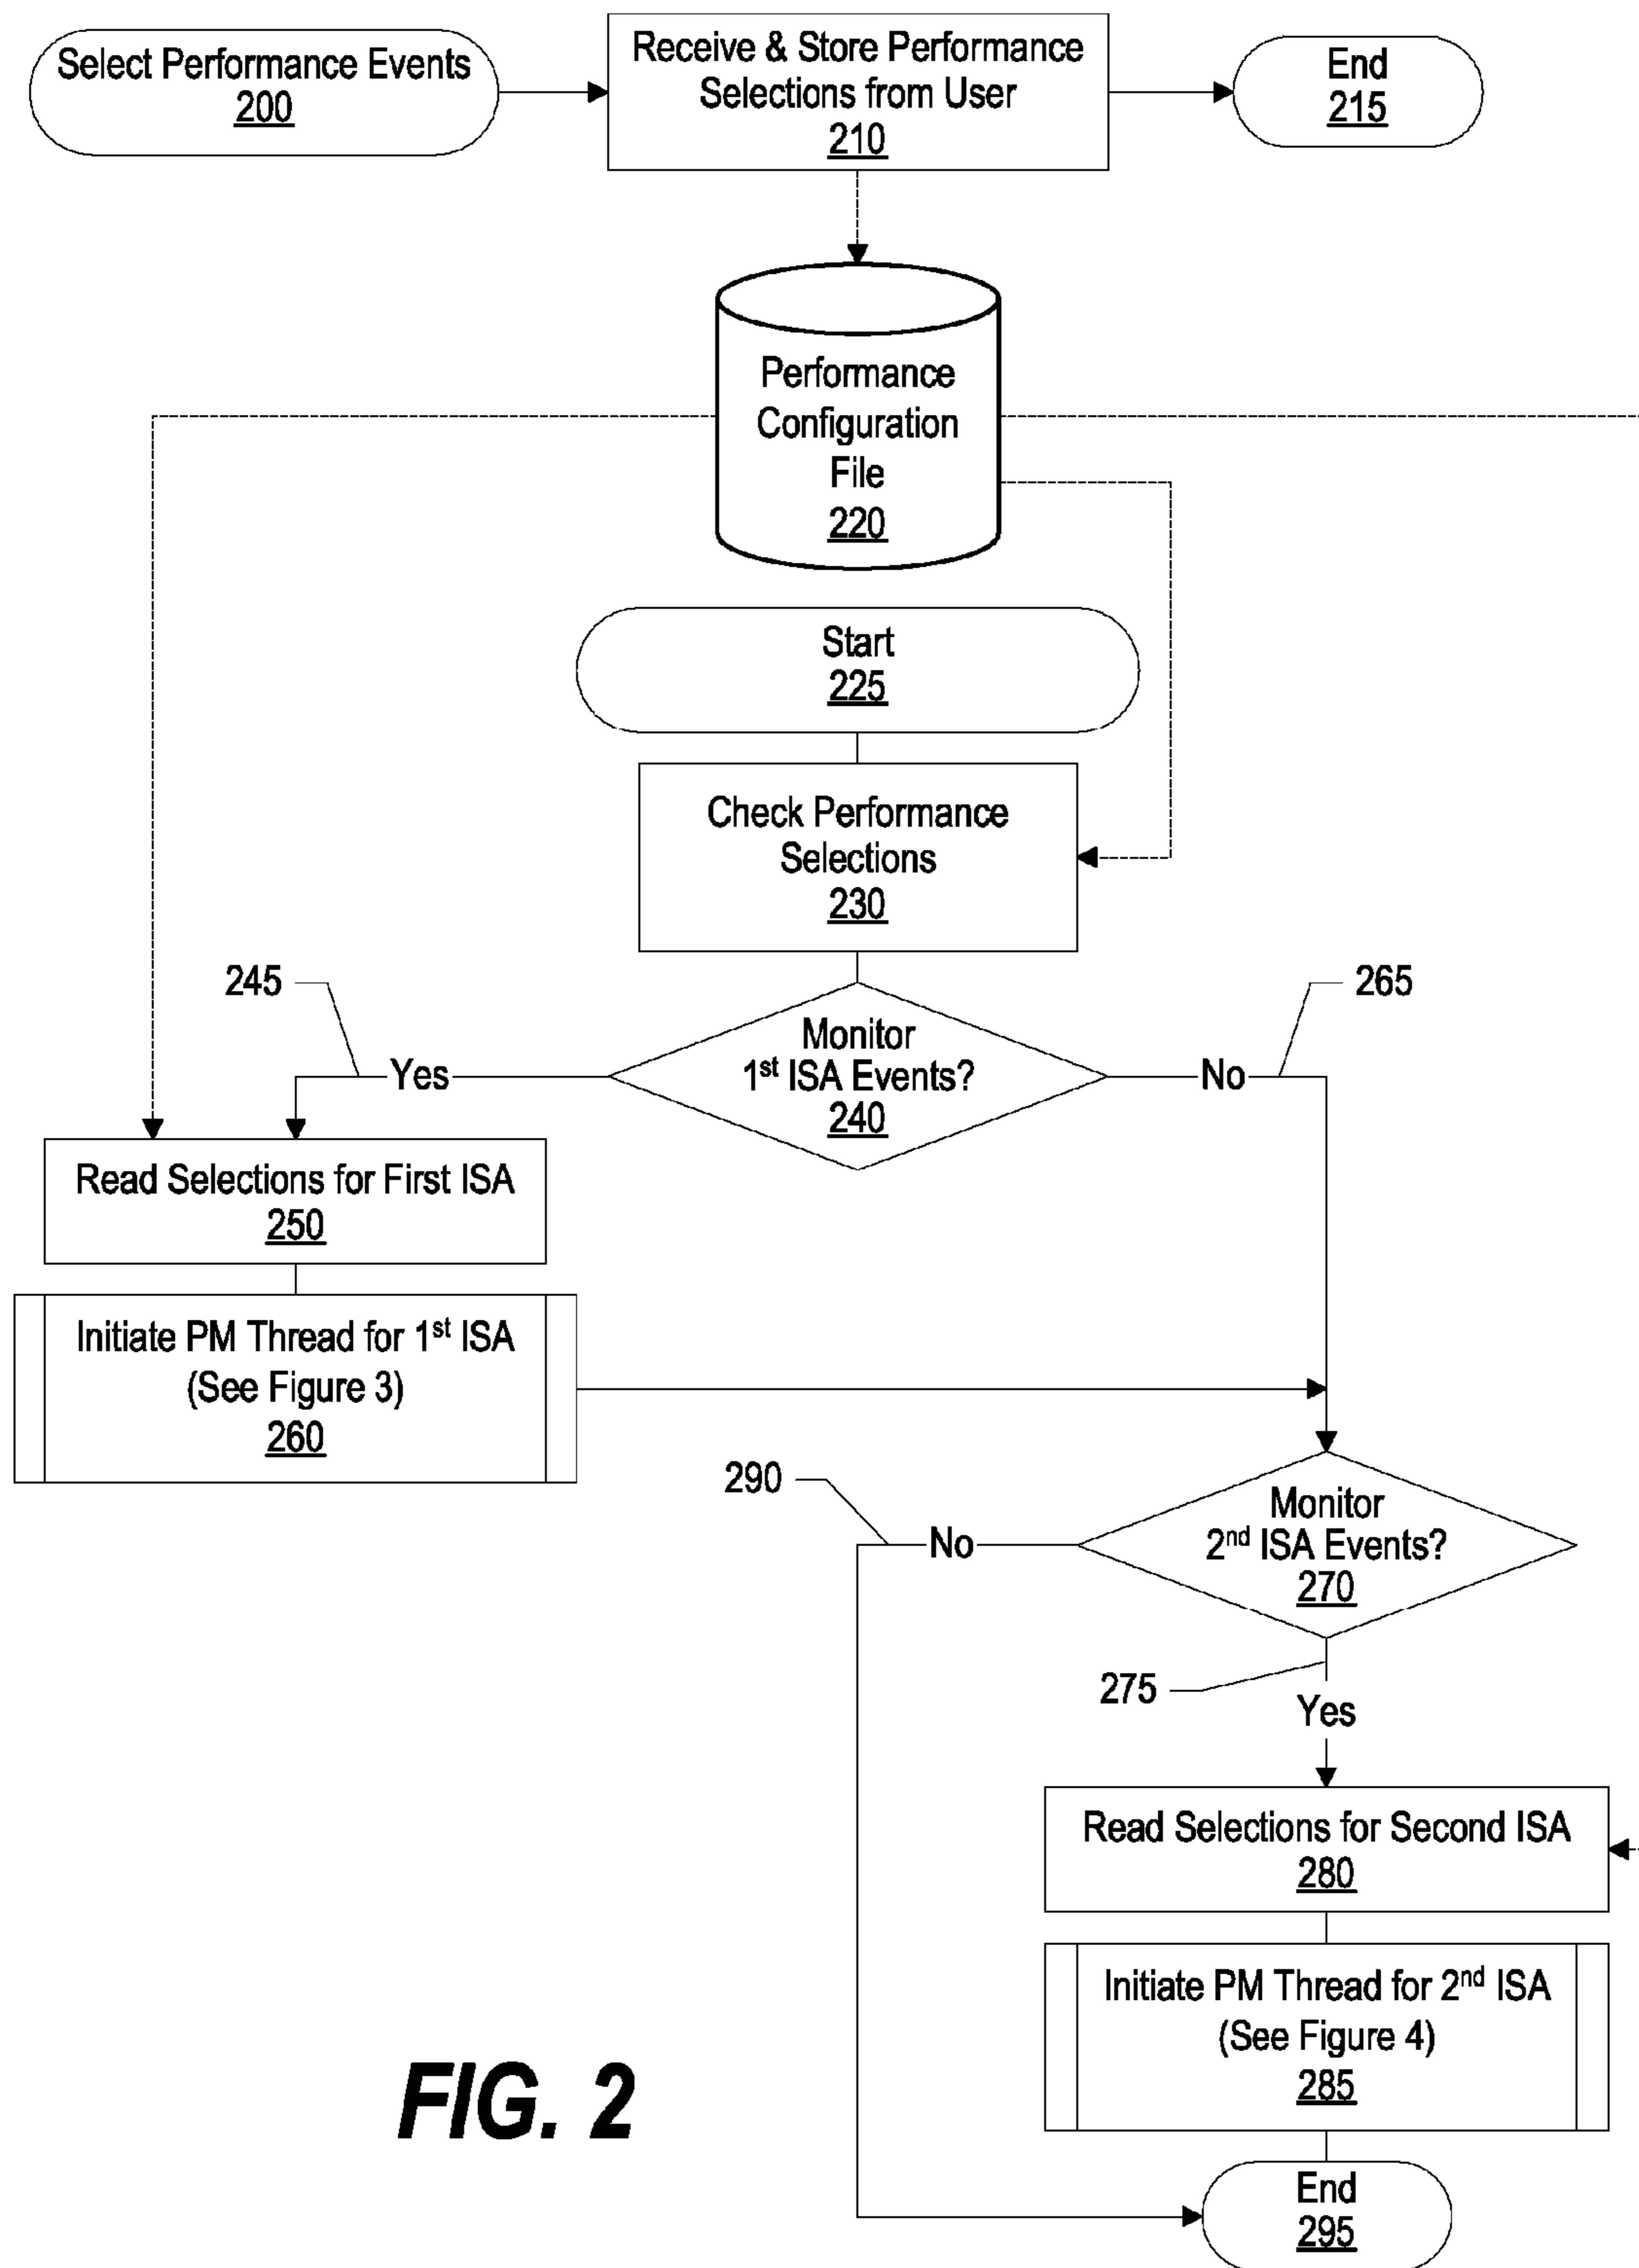 Select Performance Events
200
Receive & Store Performance
Selections from User
210
End
215
Performance
Configuration
File
220
Start
225
Check Performance
Selections
230
245
265
Monitor
1st ISA Events?
240
Yes
No
Read Selections for First ISA
250
Initiate PM Thread for 1st ISA
(See Figure 3)
260
290
Monitor
2nd ISA Events?
270
No
275
Yes
Read Selections for Second ISA
280
Initiate PM Thread for 2nd ISA
(See Figure 4)
285
FIG. 2
End
295